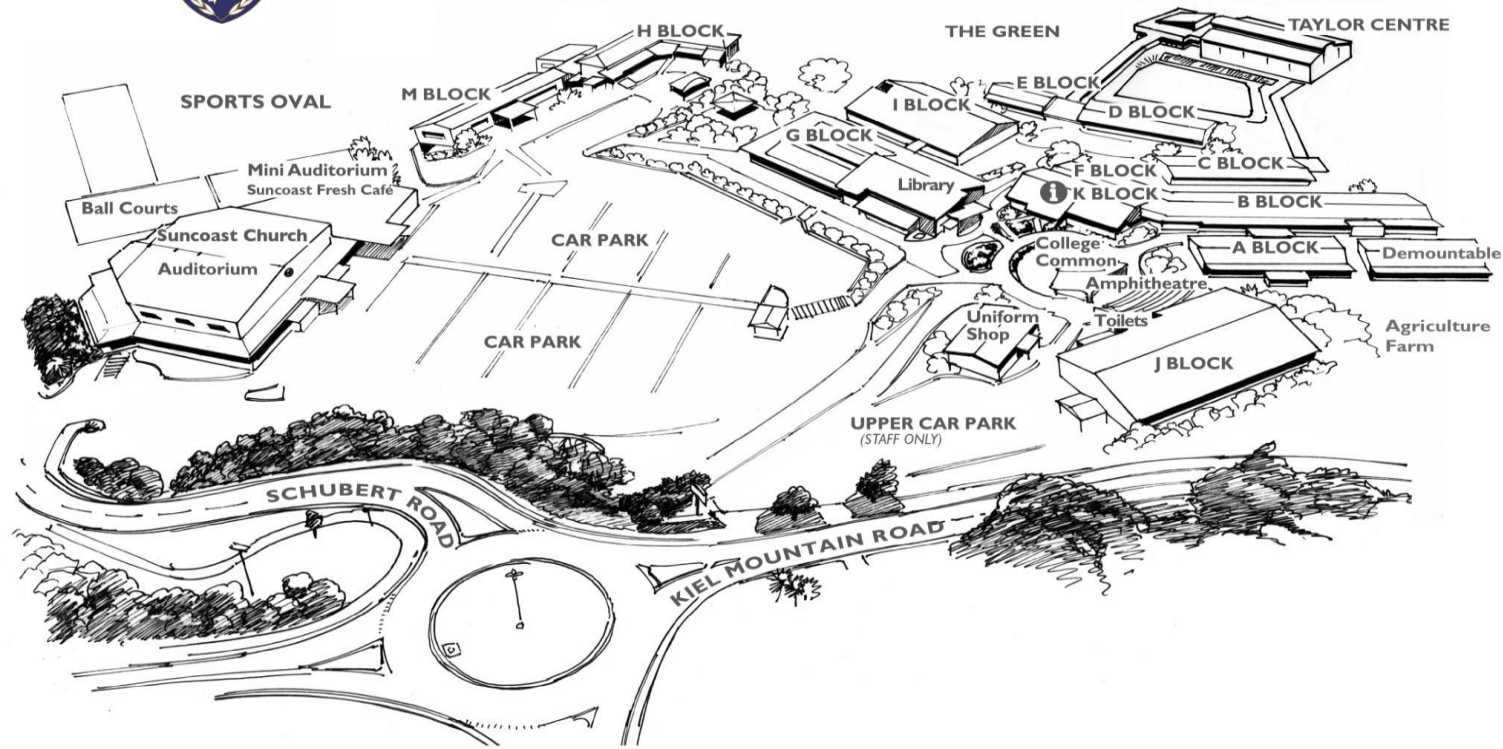 H BLOCK
THE GREEN
TAYLOR CENTRE
M BLOCK
SPORTS OVAL
E BLOCK
I BLOCK
D BLOCK
G BLOCK
Mini Auditorium
Suncoast Fresh Café
F BLOCK
C BLOCK
Library
i K BLOCK
B BLOCK
Ball Courts
Suncoast Church
Auditorium
CAR PARK
College
Common
A BLOCK
Demountable
Amphitheatre
Uniform
Shop
Toilets
Agriculture
Farm
CAR PARK
J BLOCK
UPPER CAR PARK
(STAFF ONLY)
SCHUBERT ROAD
KIEL MOUNTAIN ROAD